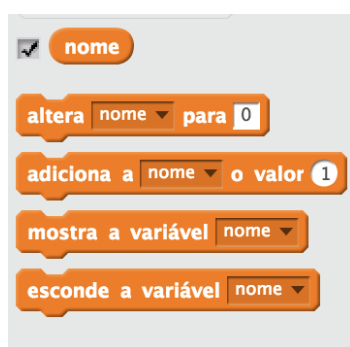 nome
altera nome para 0
adiciona a nome o valor 1
mostra a variável nome
esconde a variável nome